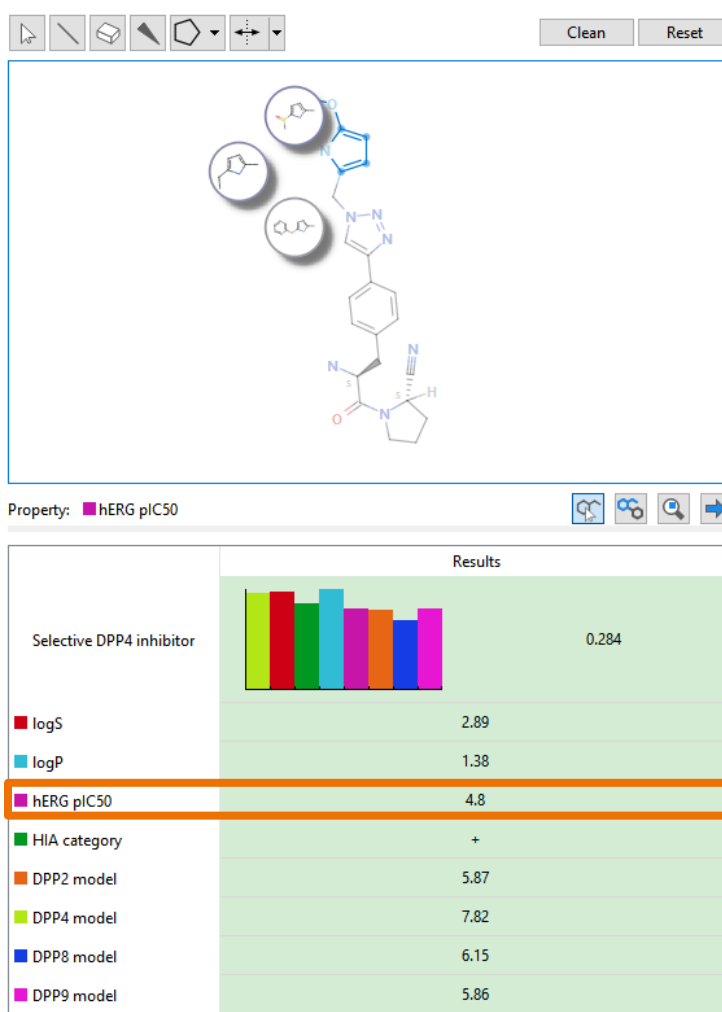 Clean Reset
O
N
N N
N
N
N
S
S H
O
N
Property: hERG pIC50
Results
Selective DPP4 inhibitor 0.284
logS 2.89
logP 1.38
hERG pIC50 4.8
HIA category +
DPP2 model 5.87
DPP4 model 7.82
DPP8 model 6.15
DPP9 model 5.86